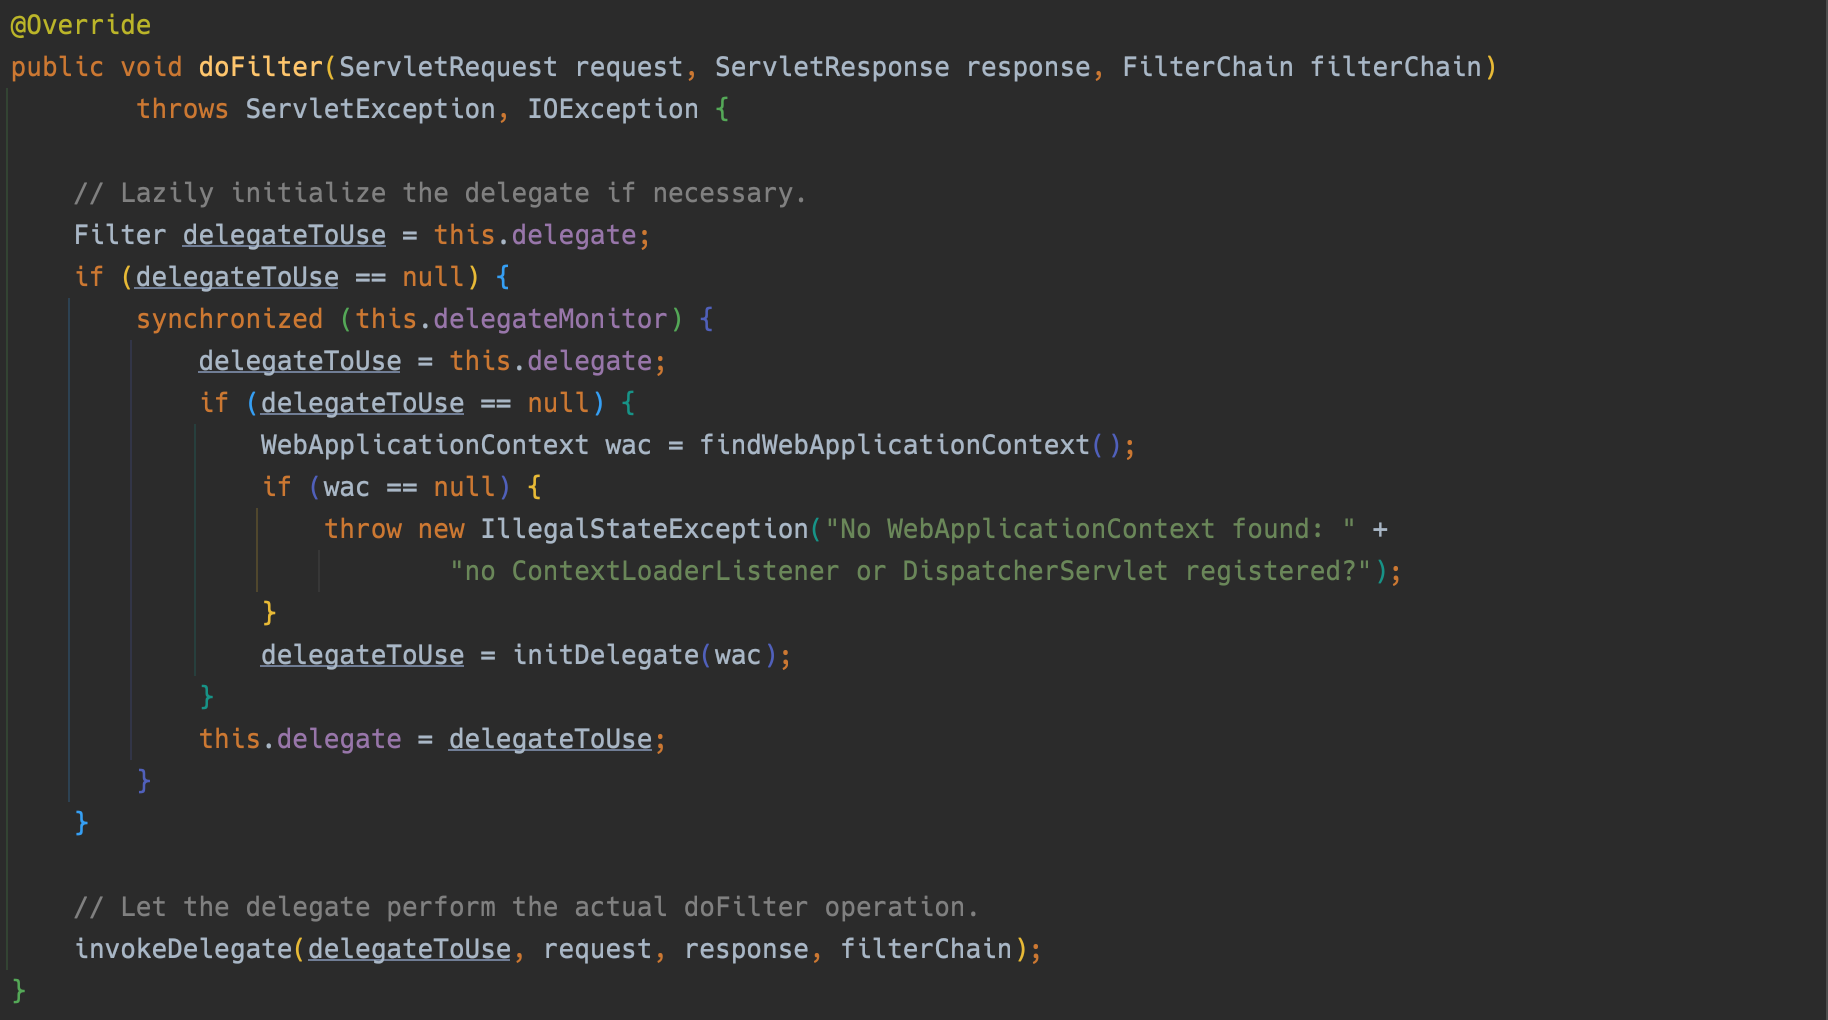 @Override
public void doFilter(ServletRequest request, ServletResponse response, FilterChain filterChain)
        throws ServletException, IOException {

    // Lazily initialize the delegate if necessary.
    Filter delegateToUse = this.delegate;
    if (delegateToUse == null) {
        synchronized (this.delegateMonitor) {
            delegateToUse = this.delegate;
            if (delegateToUse == null) {
                WebApplicationContext wac = findWebApplicationContext();
                if (wac == null) {
                    throw new IllegalStateException("No WebApplicationContext found: " +
                            "no ContextLoaderListener or DispatcherServlet registered?");
                }
                delegateToUse = initDelegate(wac);
            }
            this.delegate = delegateToUse;
        }
    }

    // Let the delegate perform the actual doFilter operation.
    invokeDelegate(delegateToUse, request, response, filterChain);
}